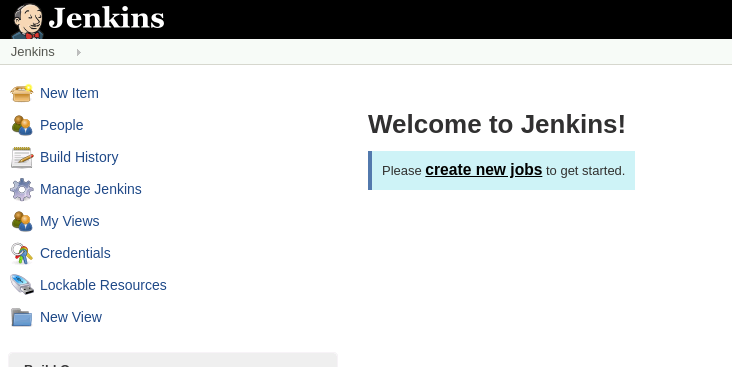 Jenkins
Jenkins
New Item
People
Build History
Manage Jenkins
My Views
Credentials
Lockable Resources
New View
Welcome to Jenkins!
Please create new jobs to get started.